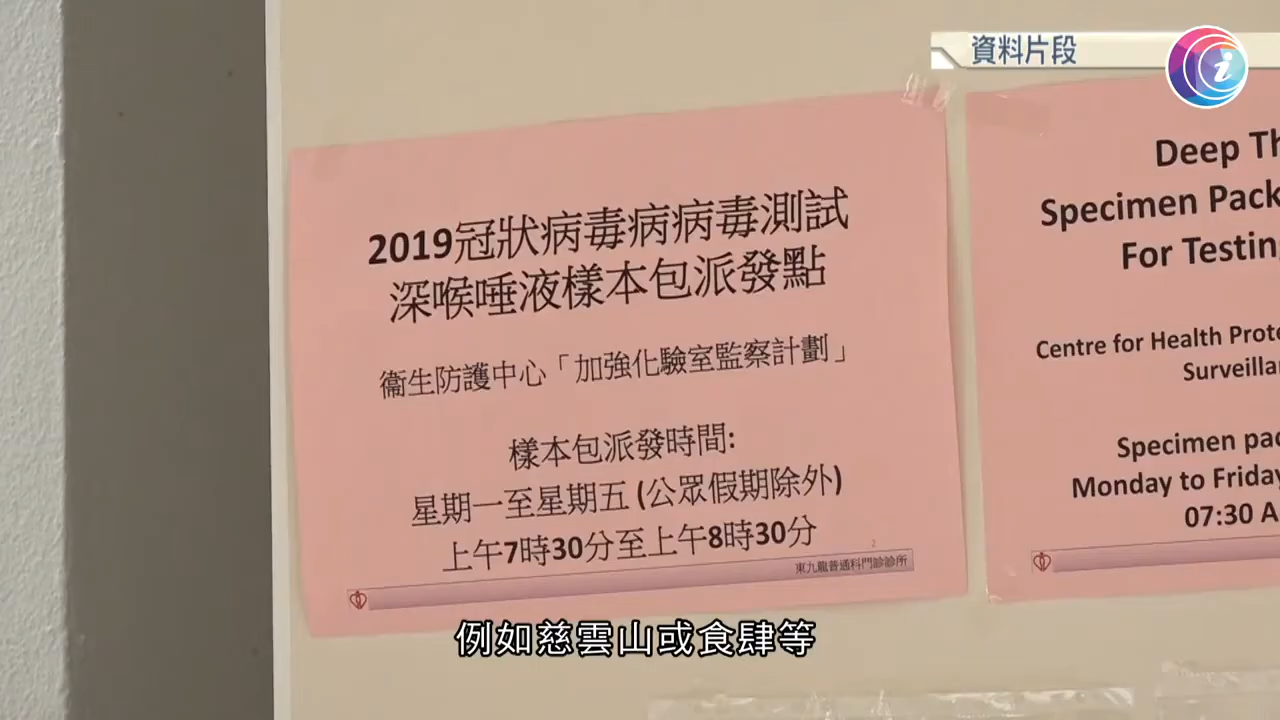 資料片段
2019冠狀病毒病病毒測試
深喉唾液樣本包派發點
衞生防護中心「加強化驗室監察計劃」
樣本包派發時間:
星期一至星期五 (公眾假期除外)
上午7時30分至上午8時30分
2
東九龍普通科門診診所
Deep Th
Specimen Pack
For Testin
Centre for Health Prote
Surveilla
Specimen pac
Monday to Friday
07:30 A
例如慈雲山或食肆等